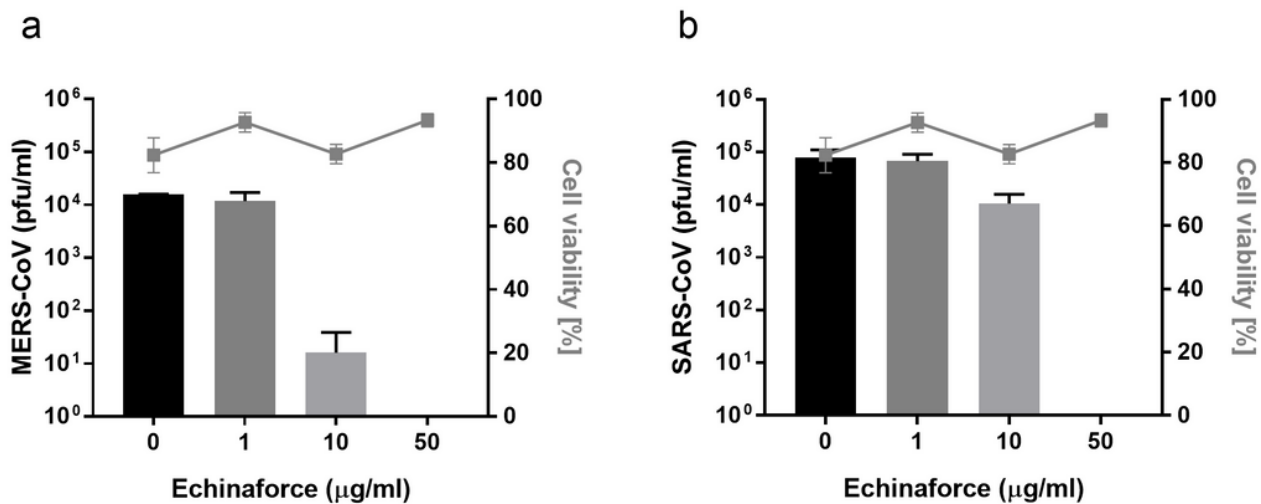 a
MERS-CoV (pfu/ml)
10⁶
10⁵
10⁴
10³
10²
10¹
10⁰
100
80
60
40
20
0
Cell viability [%]
0 1 10 50
Echinaforce (μg/ml)
b
SARS-CoV (pfu/ml)
10⁶
10⁵
10⁴
10³
10²
10¹
10⁰
100
80
60
40
20
0
Cell viability [%]
0 1 10 50
Echinaforce (μg/ml)